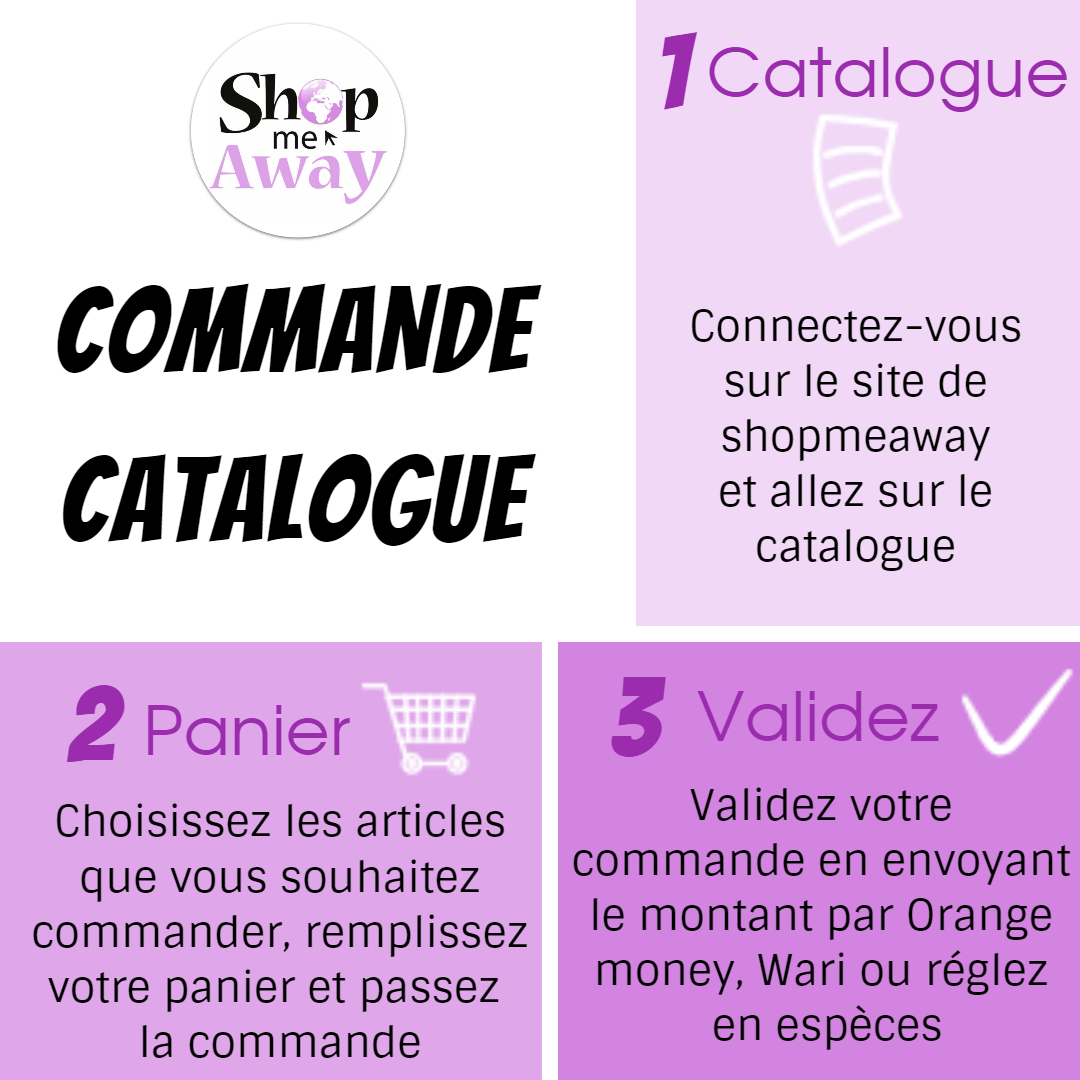 Shop
me
Away
COMMANDE
CATALOGUE
1 Catalogue
Connectez-vous
sur le site de
shopmeaway
et allez sur le
catalogue
2 Panier
Choisissez les articles
que vous souhaitez
commander, remplissez
votre panier et passez
la commande
3 Validez
Validez votre
commande en envoyant
le montant par Orange
money, Wari ou réglez
en espèces